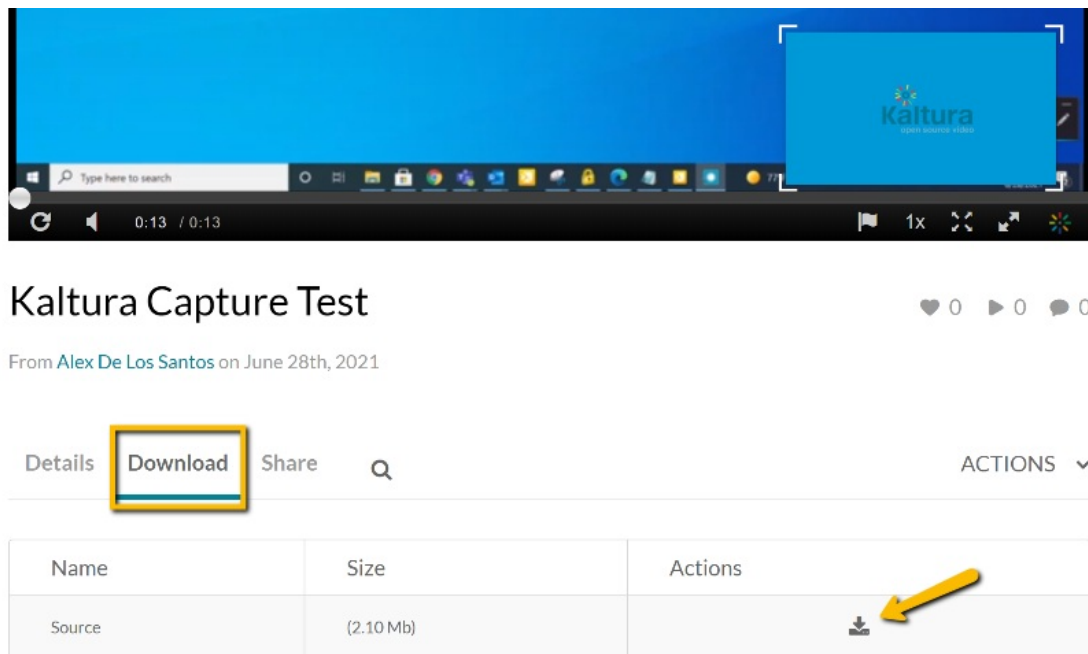 Kaltura
open source video
Type here to search
77
0:13 / 0:13
1x
Kaltura Capture Test
0 0 0
From Alex De Los Santos on June 28th, 2021
Details Download Share
ACTIONS
Name Size Actions
Source (2.10 Mb)